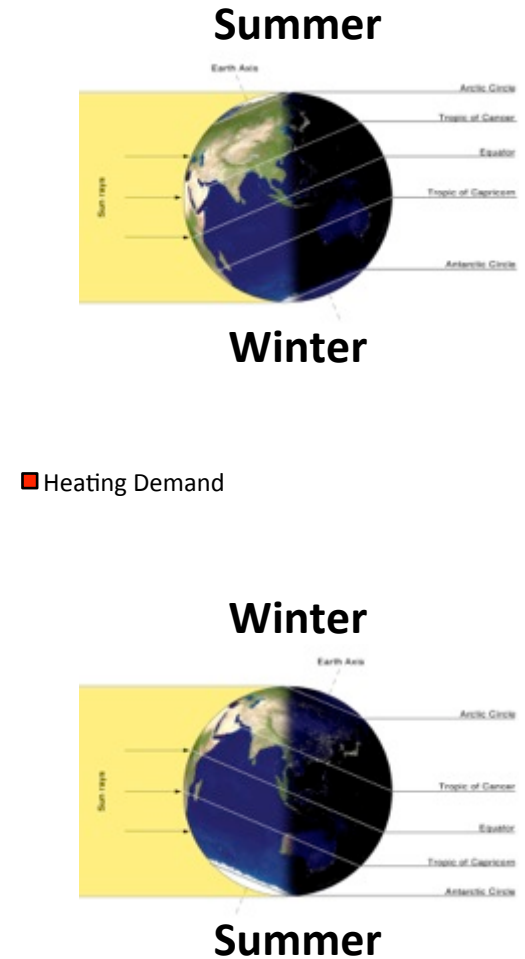 Summer
Earth Axis
Arctic Circle
Tropic of Cancer
Equator
Sun rays
Tropic of Capricorn
Antarctic Circle
Winter
Heating Demand
Winter
Earth Axis
Arctic Circle
Sun rays
Tropic of Cancer
Equator
Tropic of Capricorn
Antarctic Circle
Summer